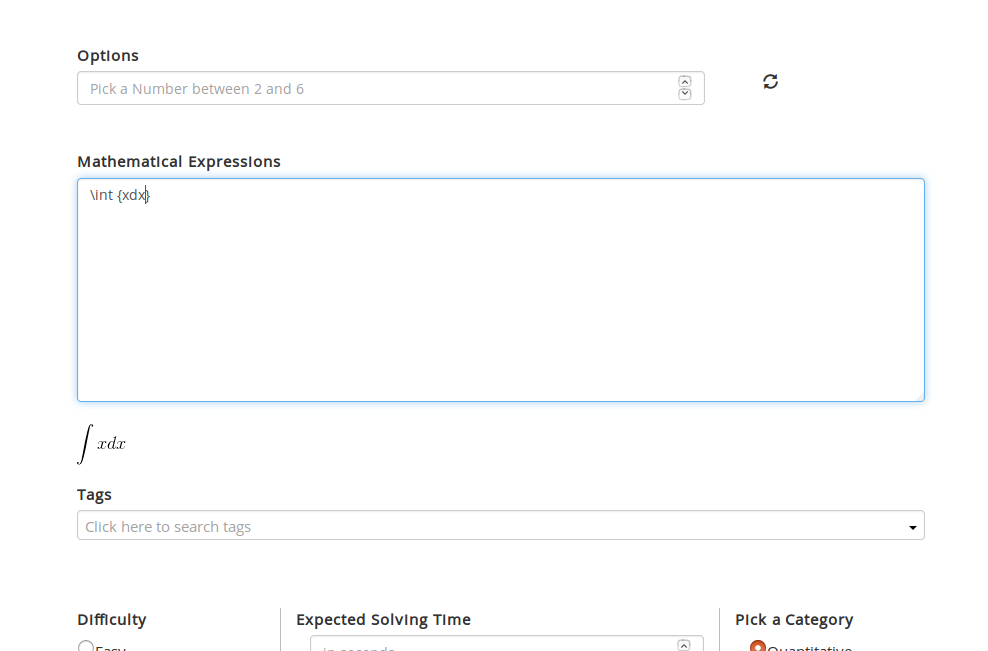 Options
Pick a Number between 2 and 6
Mathematical Expressions
\int {xdx}
∫ xdx
Tags
Click here to search tags
Difficulty Expected Solving Time Pick a Category
Easy in seconds Quantitative